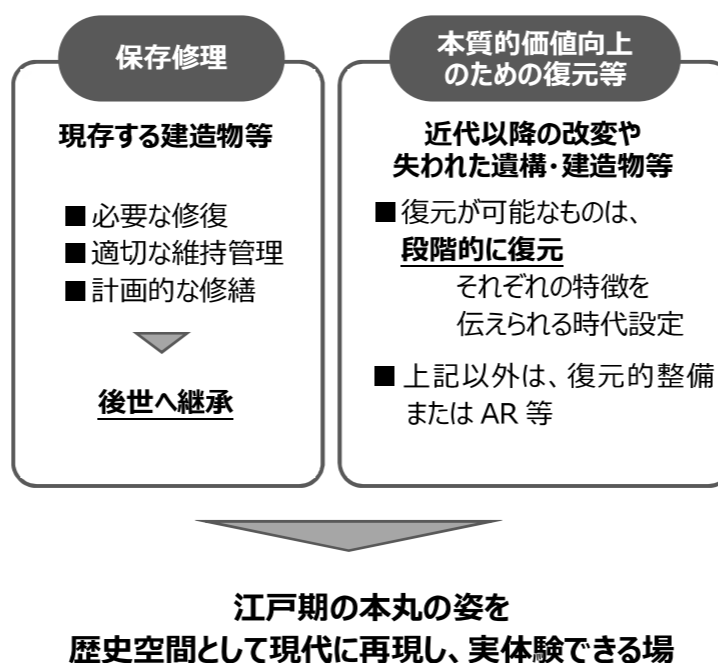 保存修理
現存する建造物等
■必要な修復
■適切な維持管理
■計画的な修繕
後世へ継承
本質的価値向上
のための復元等
近代以降の改変や
失われた遺構・建造物等
■復元が可能なものは、
段階的に復元
それぞれの特徴を
伝えられる時代設定
■上記以外は、復元的整備
または AR 等
江戸期の本丸の姿を
歴史空間として現代に再現し、実体験できる場